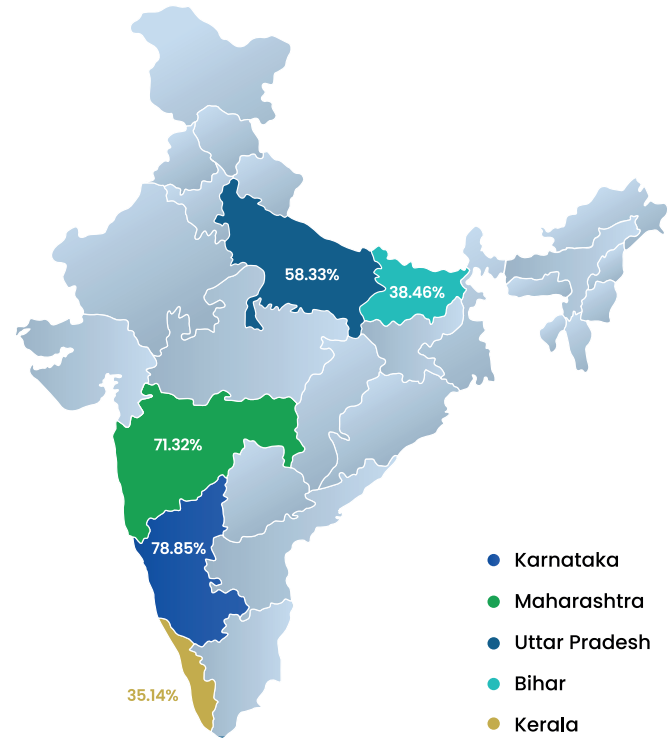 58.33%
38.46%
71.32%
78.85%
35.14%
Karnataka
Maharashtra
Uttar Pradesh
Bihar
Kerala